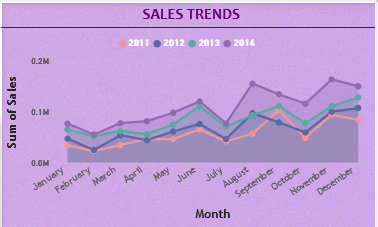 SALES TRENDS
2011 2012 2013 2014
0.2M
0.1M
0.0M
Sum of Sales
January
February
March
April
May
June
July
August
September
October
November
December
Month